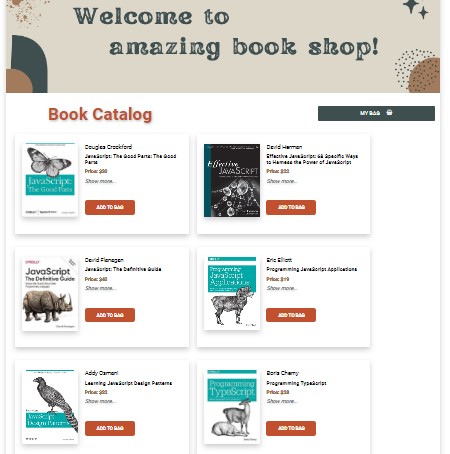 Welcome to
amazing book shop!
Book Catalog
MY BAG
Douglas Crockford
JavaScript: The Good Parts: The Good
Parts
Price: $30
Show more...
ADD TO BAG
JavaScript:
The Good Parts
David Herman
Effective JavaScript: 68 Specific Ways
to Harness the Power of JavaScript
Price: $22
Show more...
ADD TO BAG
Effective
JAVASCRIPT
David Flanagan
JavaScript: The Definitive Guide
Price: $40
Show more...
ADD TO BAG
O'REILLY
JavaScript
The Definitive Guide
Eric Elliott
Programming JavaScript Applications
Price: $19
Show more...
ADD TO BAG
Programming
JavaScript
Applications
Addy Osmani
Learning JavaScript Design Patterns
Price: $32
Show more...
ADD TO BAG
JavaScript
Design Patterns
Boris Cherny
Programming TypeScript
Price: $28
Show more...
ADD TO BAG
Programming
TypeScript